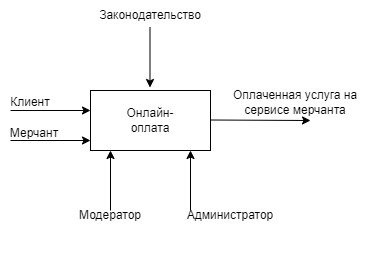 Законодательство
Клиент
Мерчант
Онлайн-
оплата
Оплаченная услуга на
сервисе мерчанта
Модератор
Администратор